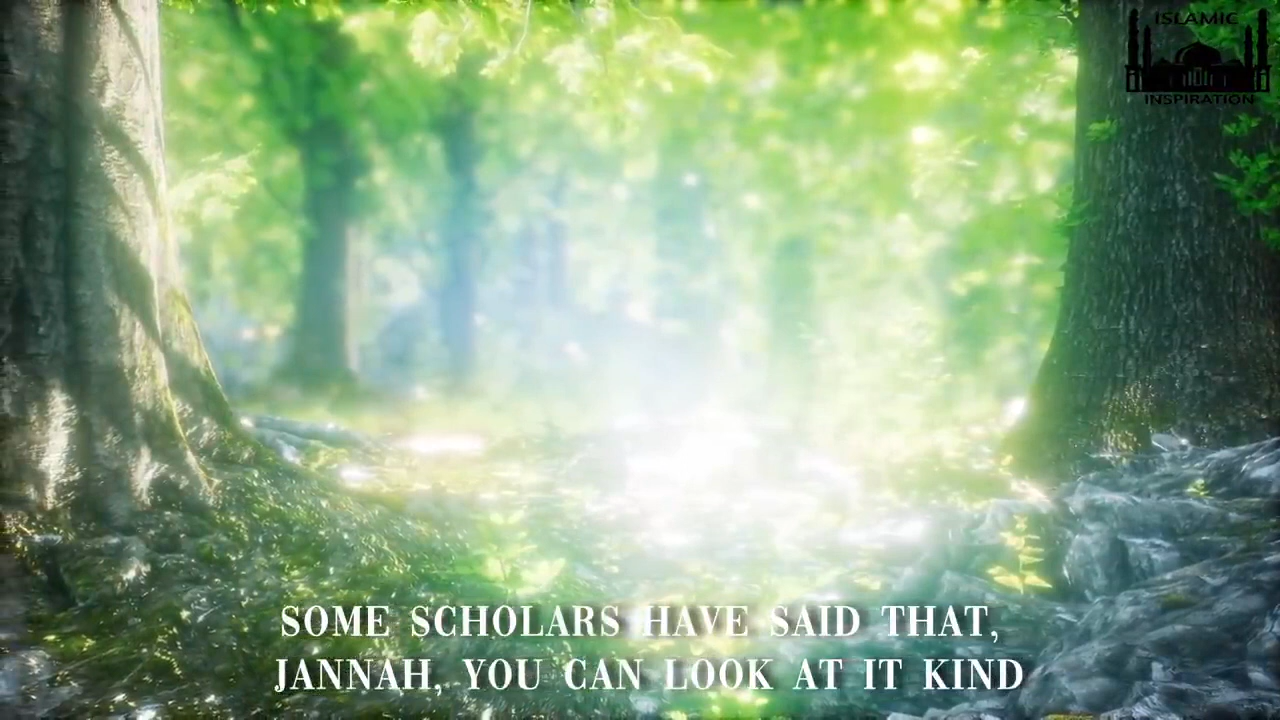 ISLAMIC
INSPIRATION
SOME SCHOLARS HAVE SAID THAT,
JANNAH, YOU CAN LOOK AT IT KIND